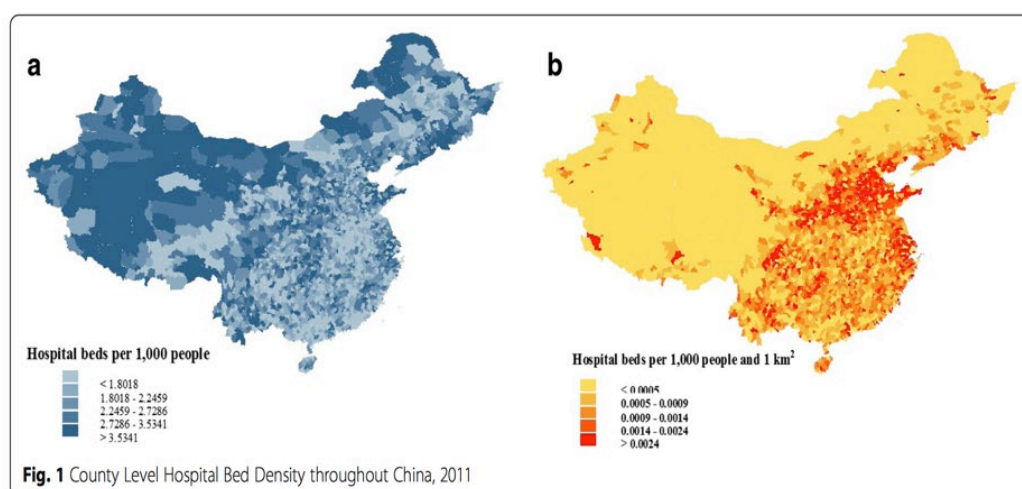 a
b
Hospital beds per 1,000 people
< 1.8018
1.8018 - 2.2459
2.2459 - 2.7286
2.7286 - 3.5341
> 3.5341
Hospital beds per 1,000 people and 1 km²
< 0.0005
0.0005 - 0.0009
0.0009 - 0.0014
0.0014 - 0.0024
> 0.0024
Fig. 1 County Level Hospital Bed Density throughout China, 2011